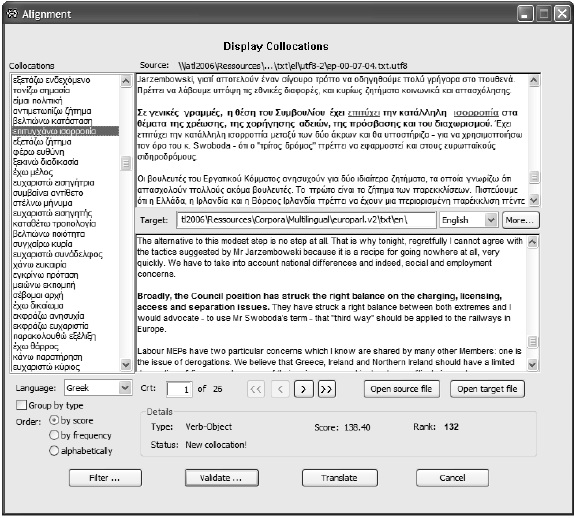 Alignment
Display Collocations
Collocations
Source: \\latl2006\Ressources\...\txt\el\utf8-2\ep-00-07-04.txt.utf8
εξετάζω ενδεχόμενο
τονίζω σημασία
είμαι πολιτική
αντιμετωπίζω ζήτημα
βελτιώνω κατάσταση
επιτυγχάνω ισορροπία
εξετάζω ζήτημα
φέρω ευθύνη
ξεκινώ διαδικασία
έχω μέλος
ευχαριστώ εισηγήτρια
συμβαίνει αντίθετο
στέλνω μήνυμα
ευχαριστώ εισηγητής
καταθέτω τροπολογία
βελτιώνω ποιότητα
συγχαίρω κυρία
ευχαριστώ συνάδελφος
χάνω ευκαιρία
εγκρίνω πρόταση
μειώνω εκπομπή
σέβομαι αρχή
έχω δικαίωμα
εκφράζω ανησυχία
εκφράζω ευχαριστία
παρακολουθώ εξέλιξη
έχω θάρρος
κάνω παρατήρηση
ευχαριστώ κύριος
Jarzembowski, γιατί αποτελούν έναν σίγουρο τρόπο να οδηγηθούμε πολύ γρήγορα στο πουθενά.
Πρέπει να λάβουμε υπόψη τις εθνικές διαφορές, και κυρίως ζητήματα κοινωνικά και απασχόλησης.
Σε γενικές γραμμές, η θέση του Συμβουλίου έχει επιτύχει την κατάλληλη ισορροπία στα
θέματα της χρέωσης, της χορήγησης αδειών, της πρόσβασης και του διαχωρισμού. Έχει
επιτύχει την κατάλληλη ισορροπία μεταξύ των δύο άκρων και θα υποστήριζα - για να χρησιμοποιήσω
τον όρο του κ. Swoboda - ότι ο "τρίτος δρόμος" πρέπει να εφαρμοστεί και στους ευρωπαϊκούς
σιδηροδρόμους.
Οι βουλευτές του Εργατικού Κόμματος ανησυχούν για δύο ιδιαίτερα ζητήματα, τα οποία γνωρίζω ότι
απασχολούν πολλούς ακόμα βουλευτές. Το πρώτο είναι το ζήτημα των παρεκκλίσεων. Πιστεύουμε
ότι η Ελλάδα, η Ιρλανδία και η Βόρειος Ιρλανδία πρέπει να έχουν μια περιορισμένη παρέκκλιση πέντε
Target: tl2006\Ressources\Corpora\Multilingue\europarl.v2\txt\en\ English More...
The alternative to this modest step is no step at all. That is why tonight, regretfully I cannot agree with
the tactics suggested by Mr Jarzembowski because it is a recipe for going nowhere at all, very
quickly. We have to take into account national differences and indeed, social and employment
concerns.
Broadly, the Council position has struck the right balance on the charging, licensing,
access and separation issues. They have struck a right balance between both extremes and I
would advocate - to use Mr Swoboda's term - that "third way" should be applied to the railways in
Europe.
Labour MEPs have two particular concerns which I know are shared by many other Members: one is
the issue of derogations. We believe that Greece, Ireland and Northern Ireland should have a limited
Language: Greek
Crt: 1 of 26 << < > >> Open source file Open target file
Group by type
Order: by score
by frequency
alphabetically
Details
Type: Verb-Object Score: 138.40 Rank: 132
Status: New collocation!
Filter ... Validate ... Translate Cancel